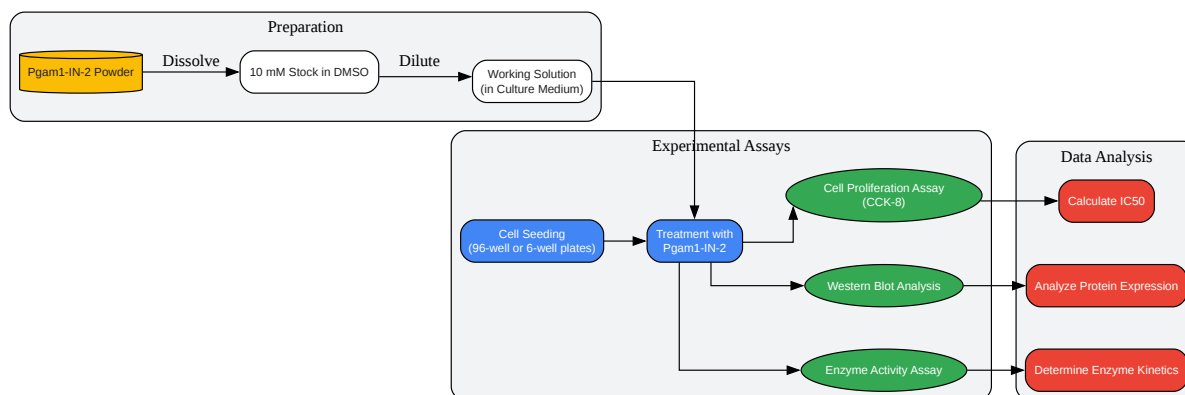 Preparation
Pgam1-IN-2 Powder
Dissolve
10 mM Stock in DMSO
Dilute
Working Solution
(in Culture Medium)
Experimental Assays
Cell Seeding
(96-well or 6-well plates)
Treatment with
Pgam1-IN-2
Cell Proliferation Assay
(CCK-8)
Western Blot Analysis
Enzyme Activity Assay
Data Analysis
Calculate IC50
Analyze Protein Expression
Determine Enzyme Kinetics